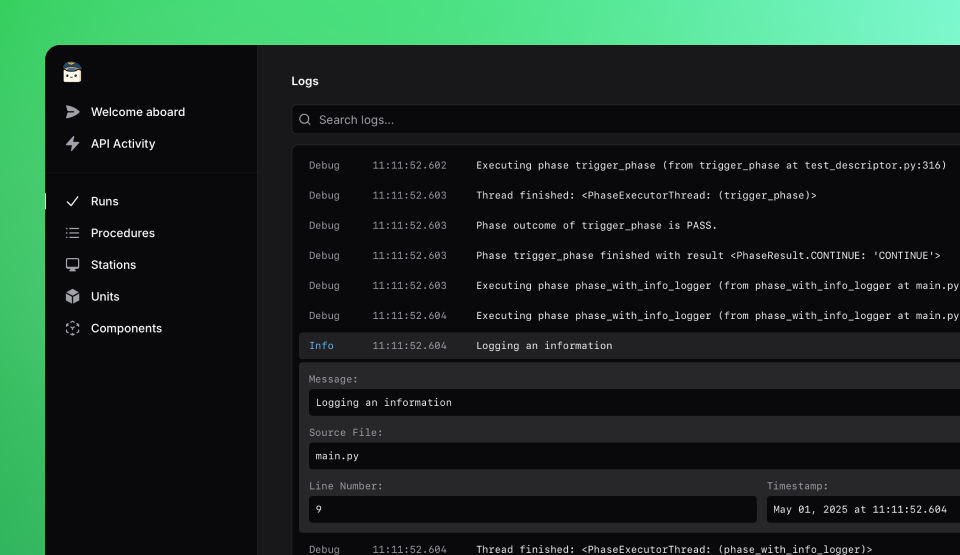 Welcome aboard
API Activity
Runs
Procedures
Stations
Units
Components
Logs
Search logs...
Debug 11:11:52.602 Executing phase trigger_phase (from trigger_phase at test_descriptor.py:316)
Debug 11:11:52.603 Thread finished: <PhaseExecutorThread: (trigger_phase)>
Debug 11:11:52.603 Phase outcome of trigger_phase is PASS.
Debug 11:11:52.603 Phase trigger_phase finished with result <PhaseResult.CONTINUE: 'CONTINUE'>
Debug 11:11:52.603 Executing phase phase_with_info_logger (from phase_with_info_logger at main.py
Debug 11:11:52.604 Executing phase phase_with_info_logger (from phase_with_info_logger at main.py
Info 11:11:52.604 Logging an information
Message:
Logging an information
Source File:
main.py
Line Number: Timestamp:
9 May 01, 2025 at 11:11:52.604
Debug 11:11:52.604 Thread finished: <PhaseExecutorThread: (phase_with_info_logger)>